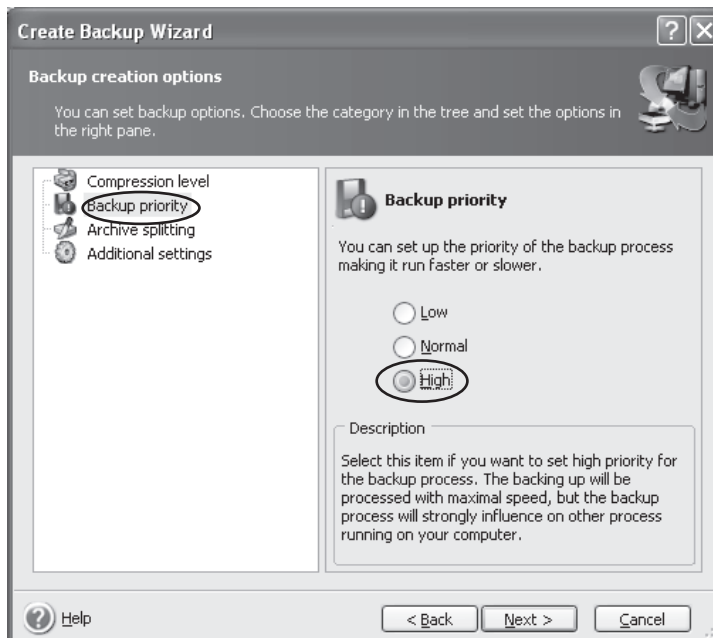 Create Backup Wizard
Backup creation options
You can set backup options. Choose the category in the tree and set the options in
the right pane.
Compression level
Backup priority
Archive splitting
Additional settings
Backup priority
You can set up the priority of the backup process
making it run faster or slower.
Low
Normal
High
Description
Select this item if you want to set high priority for
the backup process. The backing up will be
processed with maximal speed, but the backup
process will strongly influence on other process
running on your computer.
Help
< Back
Next >
Cancel